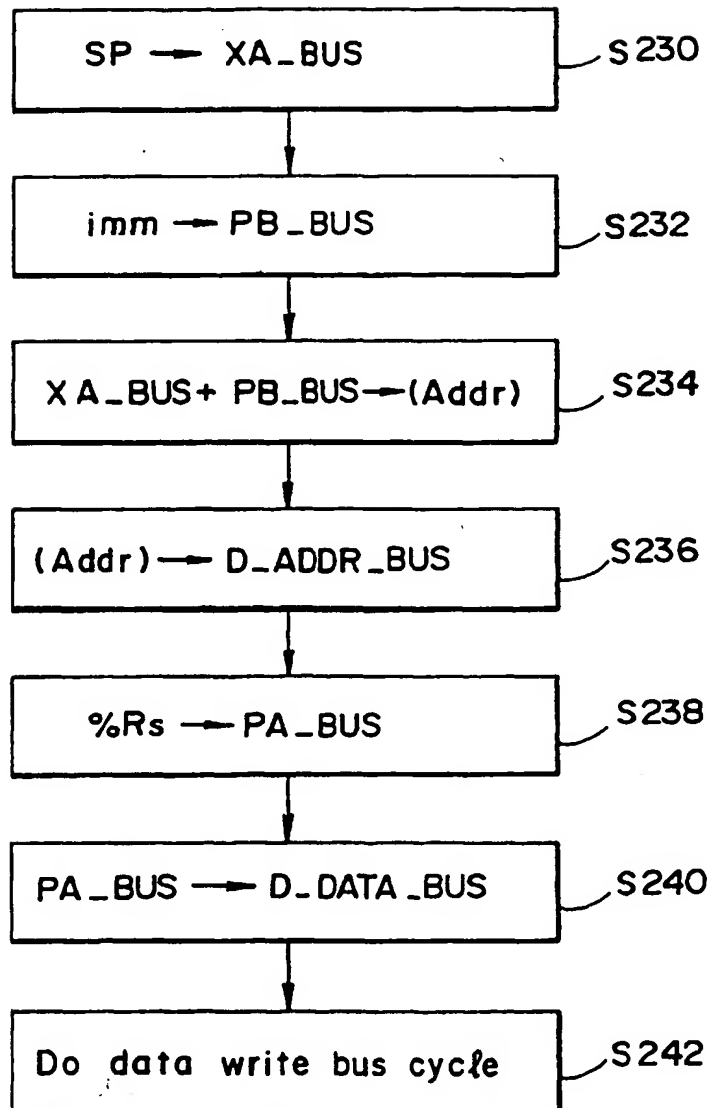 SP → XA_BUS S230
imm → PB_BUS S232
XA_BUS + PB_BUS → (Addr) S234
(Addr) → D_ADDR_BUS S236
%Rs → PA_BUS S238
PA_BUS → D_DATA_BUS S240
Do data write bus cycle S242